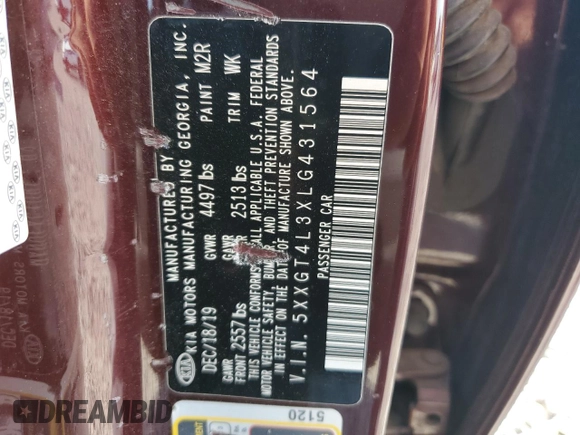 KIA
MANUFACTURED BY
KIA MOTORS MANUFACTURING GEORGIA, INC.
DEC/18/19 GVWR 4497 lbs PAINT M2R
GAWR FRONT 2557 lbs GAWR 2513 lbs TRIM WK
THIS VEHICLE CONFORMS ALL APPLICABLE U.S.A. FEDERAL
MOTOR VEHICLE SAFETY, BUMPER, AND THEFT PREVENTION STANDARDS
IN EFFECT ON THE DATE OF MANUFACTURE SHOWN ABOVE.
V.I.N. 5XXGT4L3XLG431564
PASSENGER CAR
5120
DREAMBID